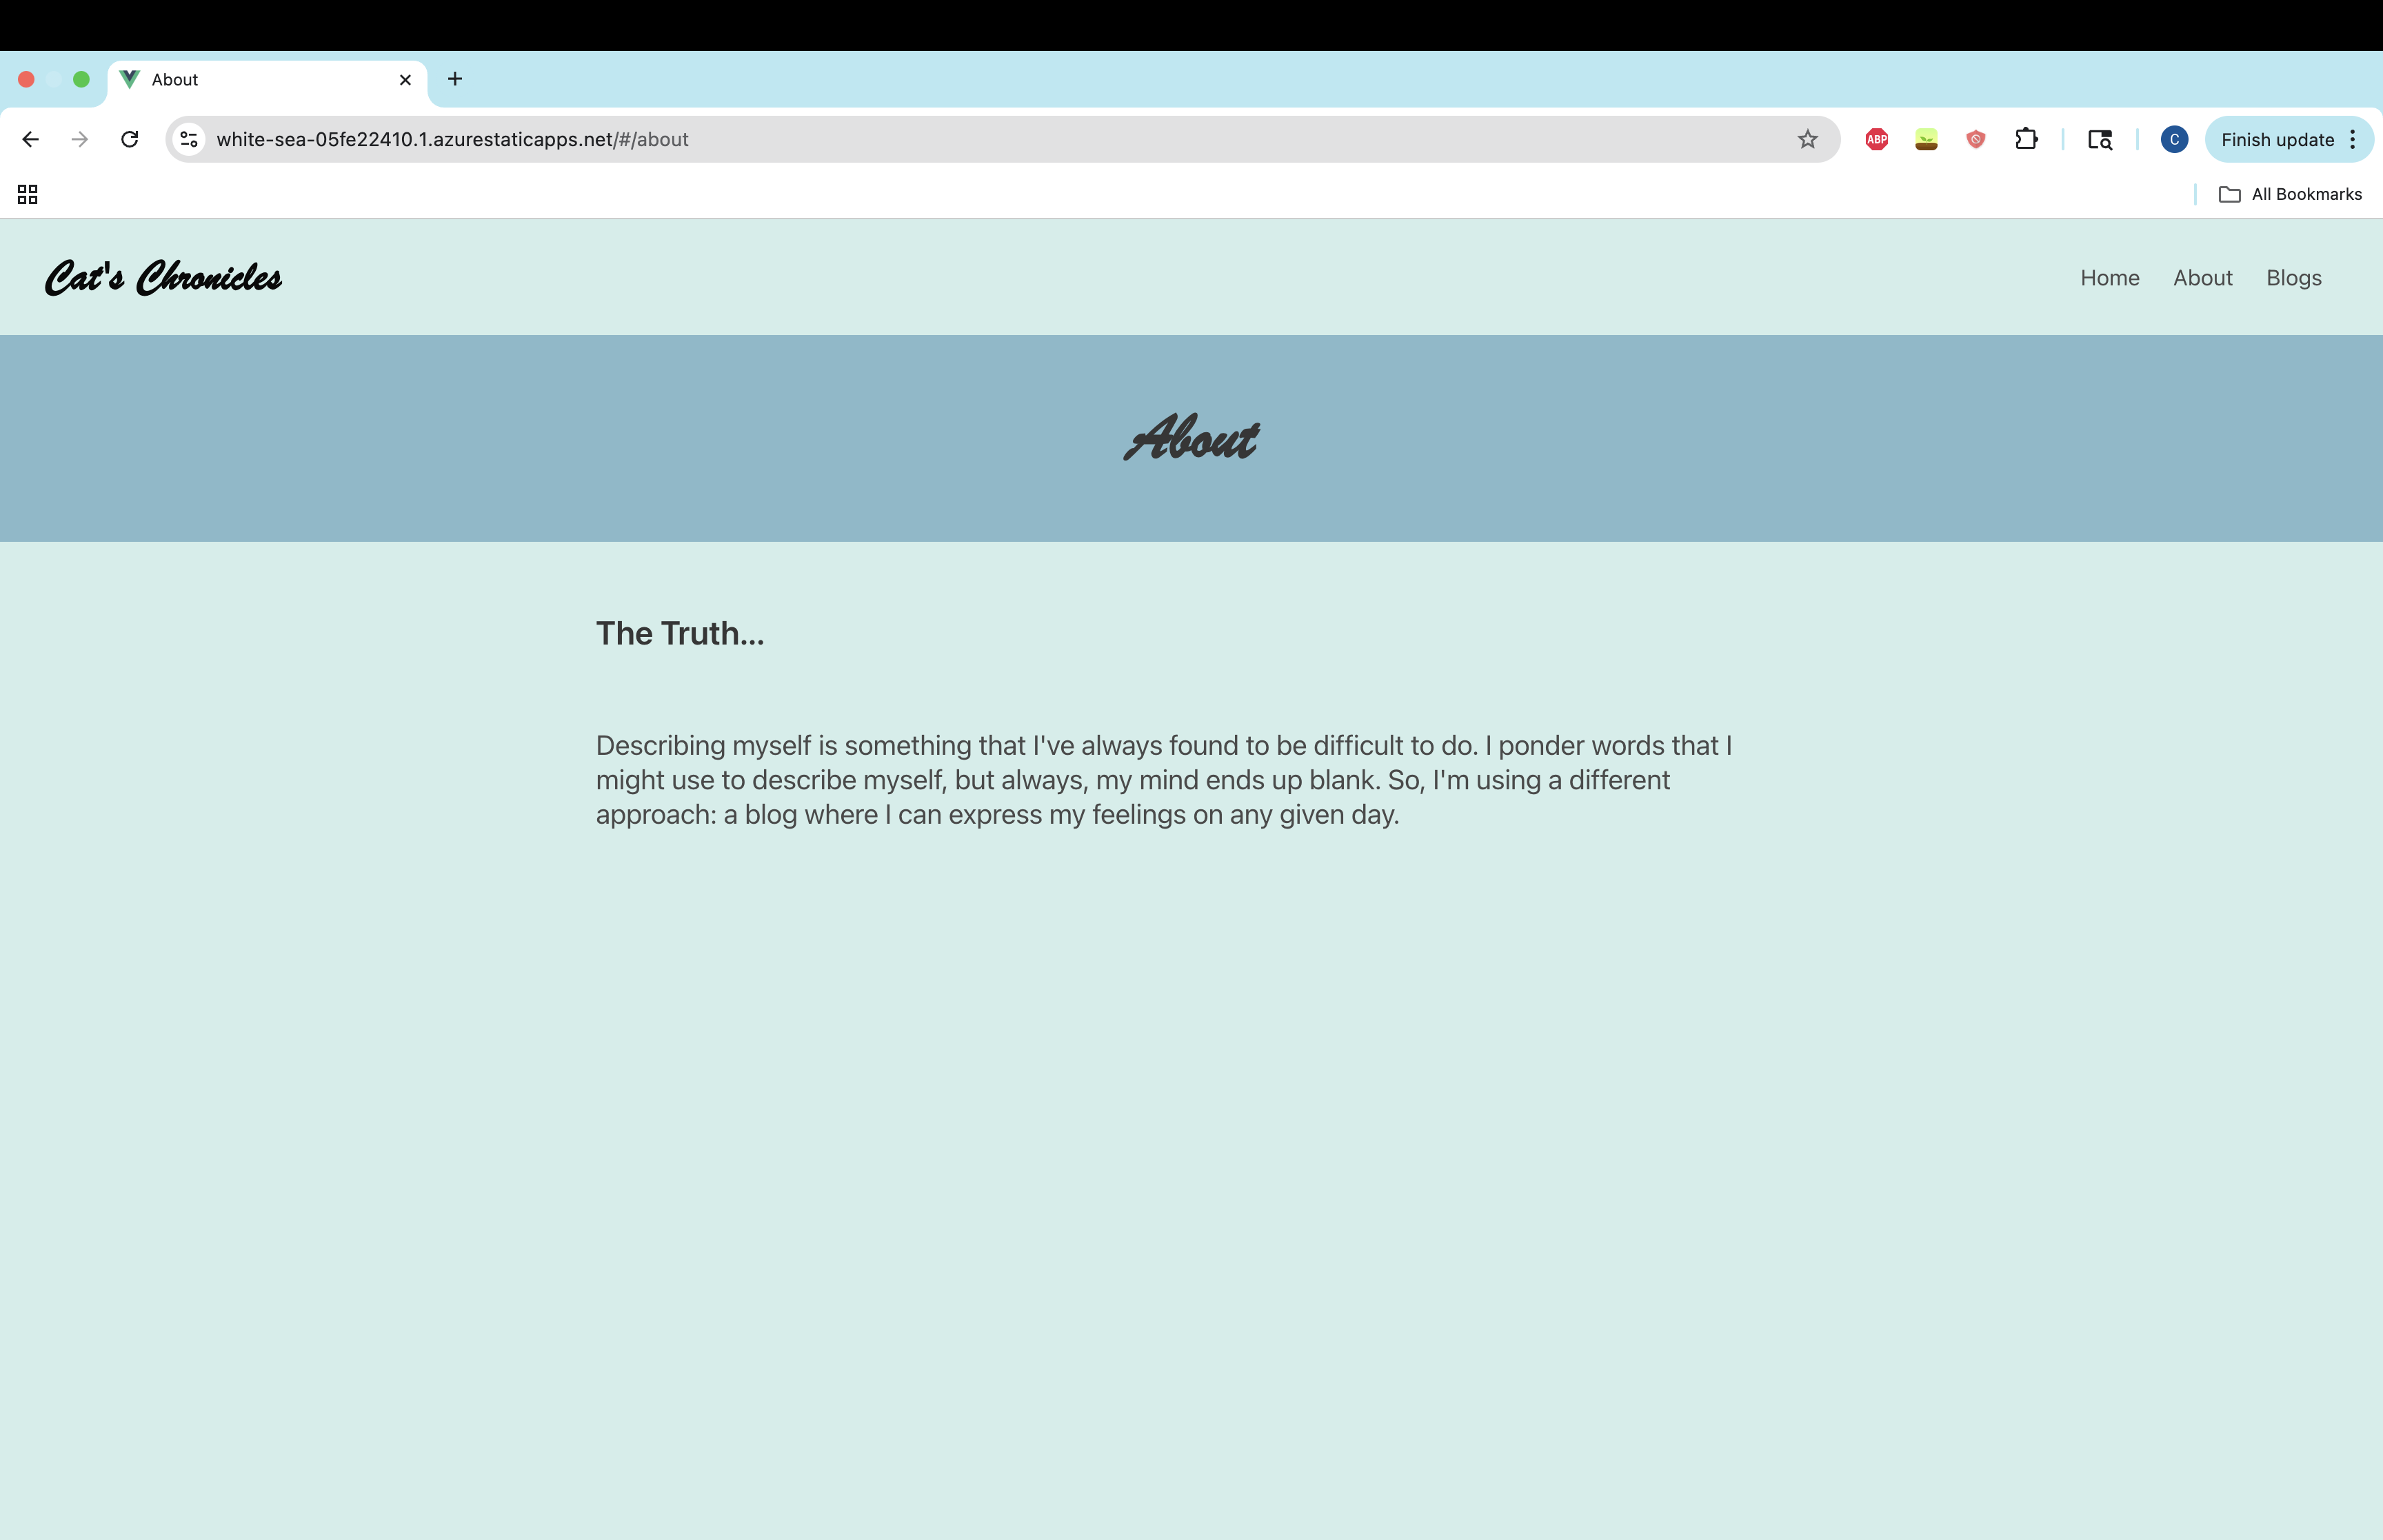 About
white-sea-05fe22410.1.azurestaticapps.net/#/about
ABP
C
Finish update
All Bookmarks
Cat's Chronicles
Home About Blogs
About
The Truth...
Describing myself is something that I've always found to be difficult to do. I ponder words that I
might use to describe myself, but always, my mind ends up blank. So, I'm using a different
approach: a blog where I can express my feelings on any given day.